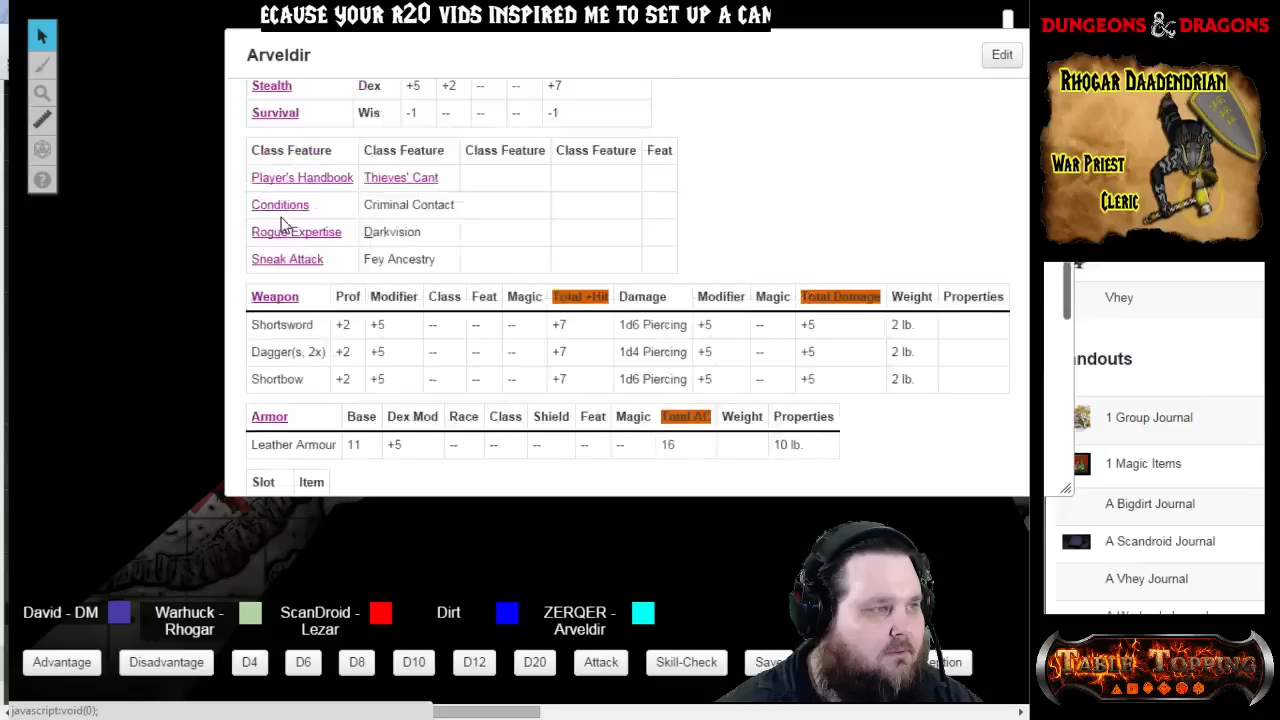 ECAUSE YOUR R20 VIDS INSPIRED ME TO SET UP A CAM
Arveldir
Edit
Stealth Dex +5 +2 -- -- +7
Survival Wis -1 -- -- -- -1
Class Feature Class Feature Class Feature Class Feature Feat
Player's Handbook Thieves' Cant
Conditions Criminal Contact
Rogue Expertise Darkvision
Sneak Attack Fey Ancestry
Weapon Prof Modifier Class Feat Magic Total +Hit Damage Modifier Magic Total Damage Weight Properties
Shortsword +2 +5 -- -- -- +7 1d6 Piercing +5 -- +5 2 lb.
Dagger(s, 2x) +2 +5 -- -- -- +7 1d4 Piercing +5 -- +5 2 lb.
Shortbow +2 +5 -- -- -- +7 1d6 Piercing +5 -- +5 2 lb.
Armor Base Dex Mod Race Class Shield Feat Magic Total AC Weight Properties
Leather Armour 11 +5 -- -- -- -- -- 16 10 lb.
Slot Item
DUNGEONS & DRAGONS
RHOGAR DAADENDRIAN
WAR PRIEST
CLERIC
Vhey
ndouts
1 Group Journal
1 Magic Items
A Bigdirt Journal
A Scandroid Journal
A Vhey Journal
David - DM
Warhuck -
Rhogar
ScanDroid -
Lezar
Dirt
ZERQER -
Arveldir
Advantage Disadvantage D4 D6 D8 D10 D12 D20 Attack Skill-Check
TABLE TOPPING
javascript:void(0);